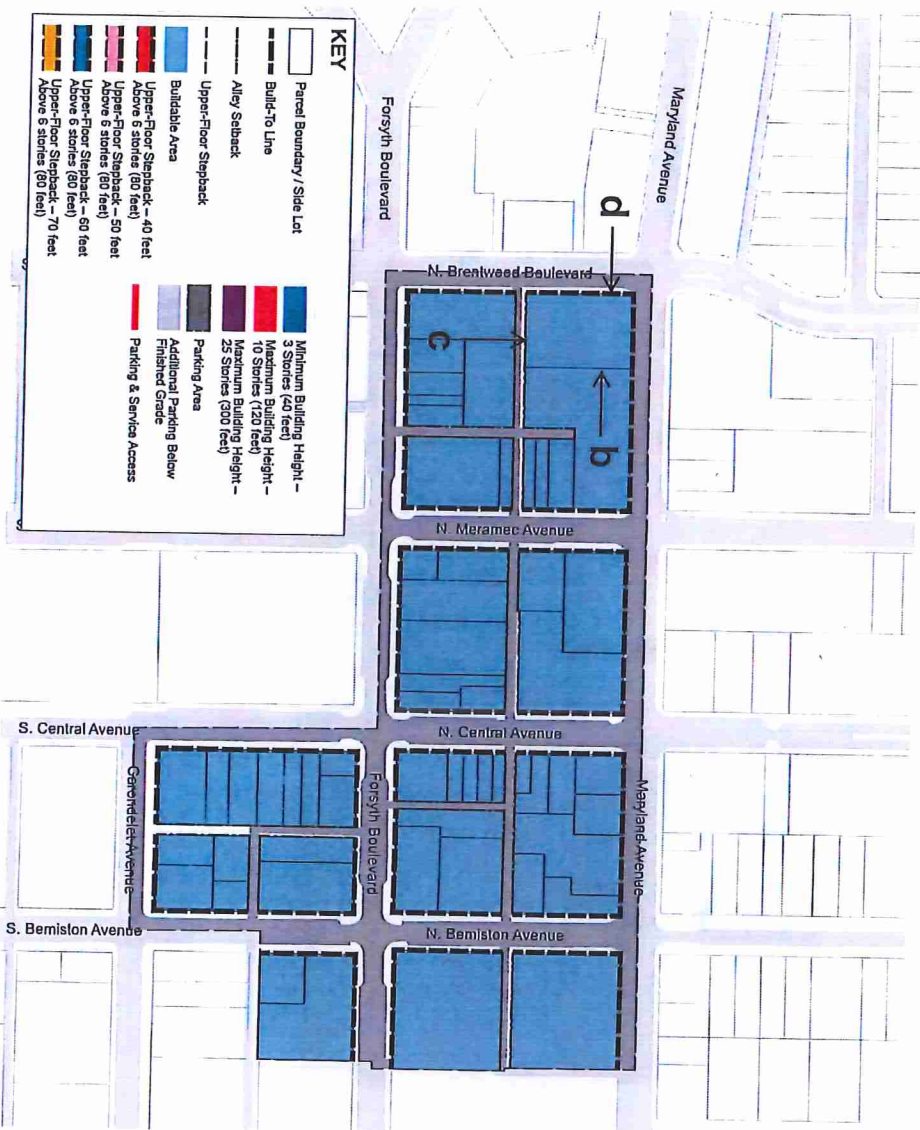 KEY
Parcel Boundary / Side Lot
Build-To Line
Alley Setback
Upper-Floor Stepback
Buildable Area
Upper-Floor Stepback – 40 feet
Above 6 stories (80 feet)
Upper-Floor Stepback – 50 feet
Above 6 stories (80 feet)
Upper-Floor Stepback – 60 feet
Above 6 stories (80 feet)
Upper-Floor Stepback – 70 feet
Above 6 stories (80 feet)
Minimum Building Height –
3 Stories (40 feet)
Maximum Building Height –
10 Stories (120 feet)
Maximum Building Height –
25 Stories (300 feet)
Parking Area
Additional Parking Below
Finished Grade
Parking & Service Access
Maryland Avenue
Forsyth Boulevard
d
N. Brentwood Boulevard
c
b
N. Meramec Avenue
S. Central Avenue
N. Central Avenue
Carondelet Avenue
Forsyth Boulevard
Maryland Avenue
S. Bemiston Avenue
N. Bemiston Avenue